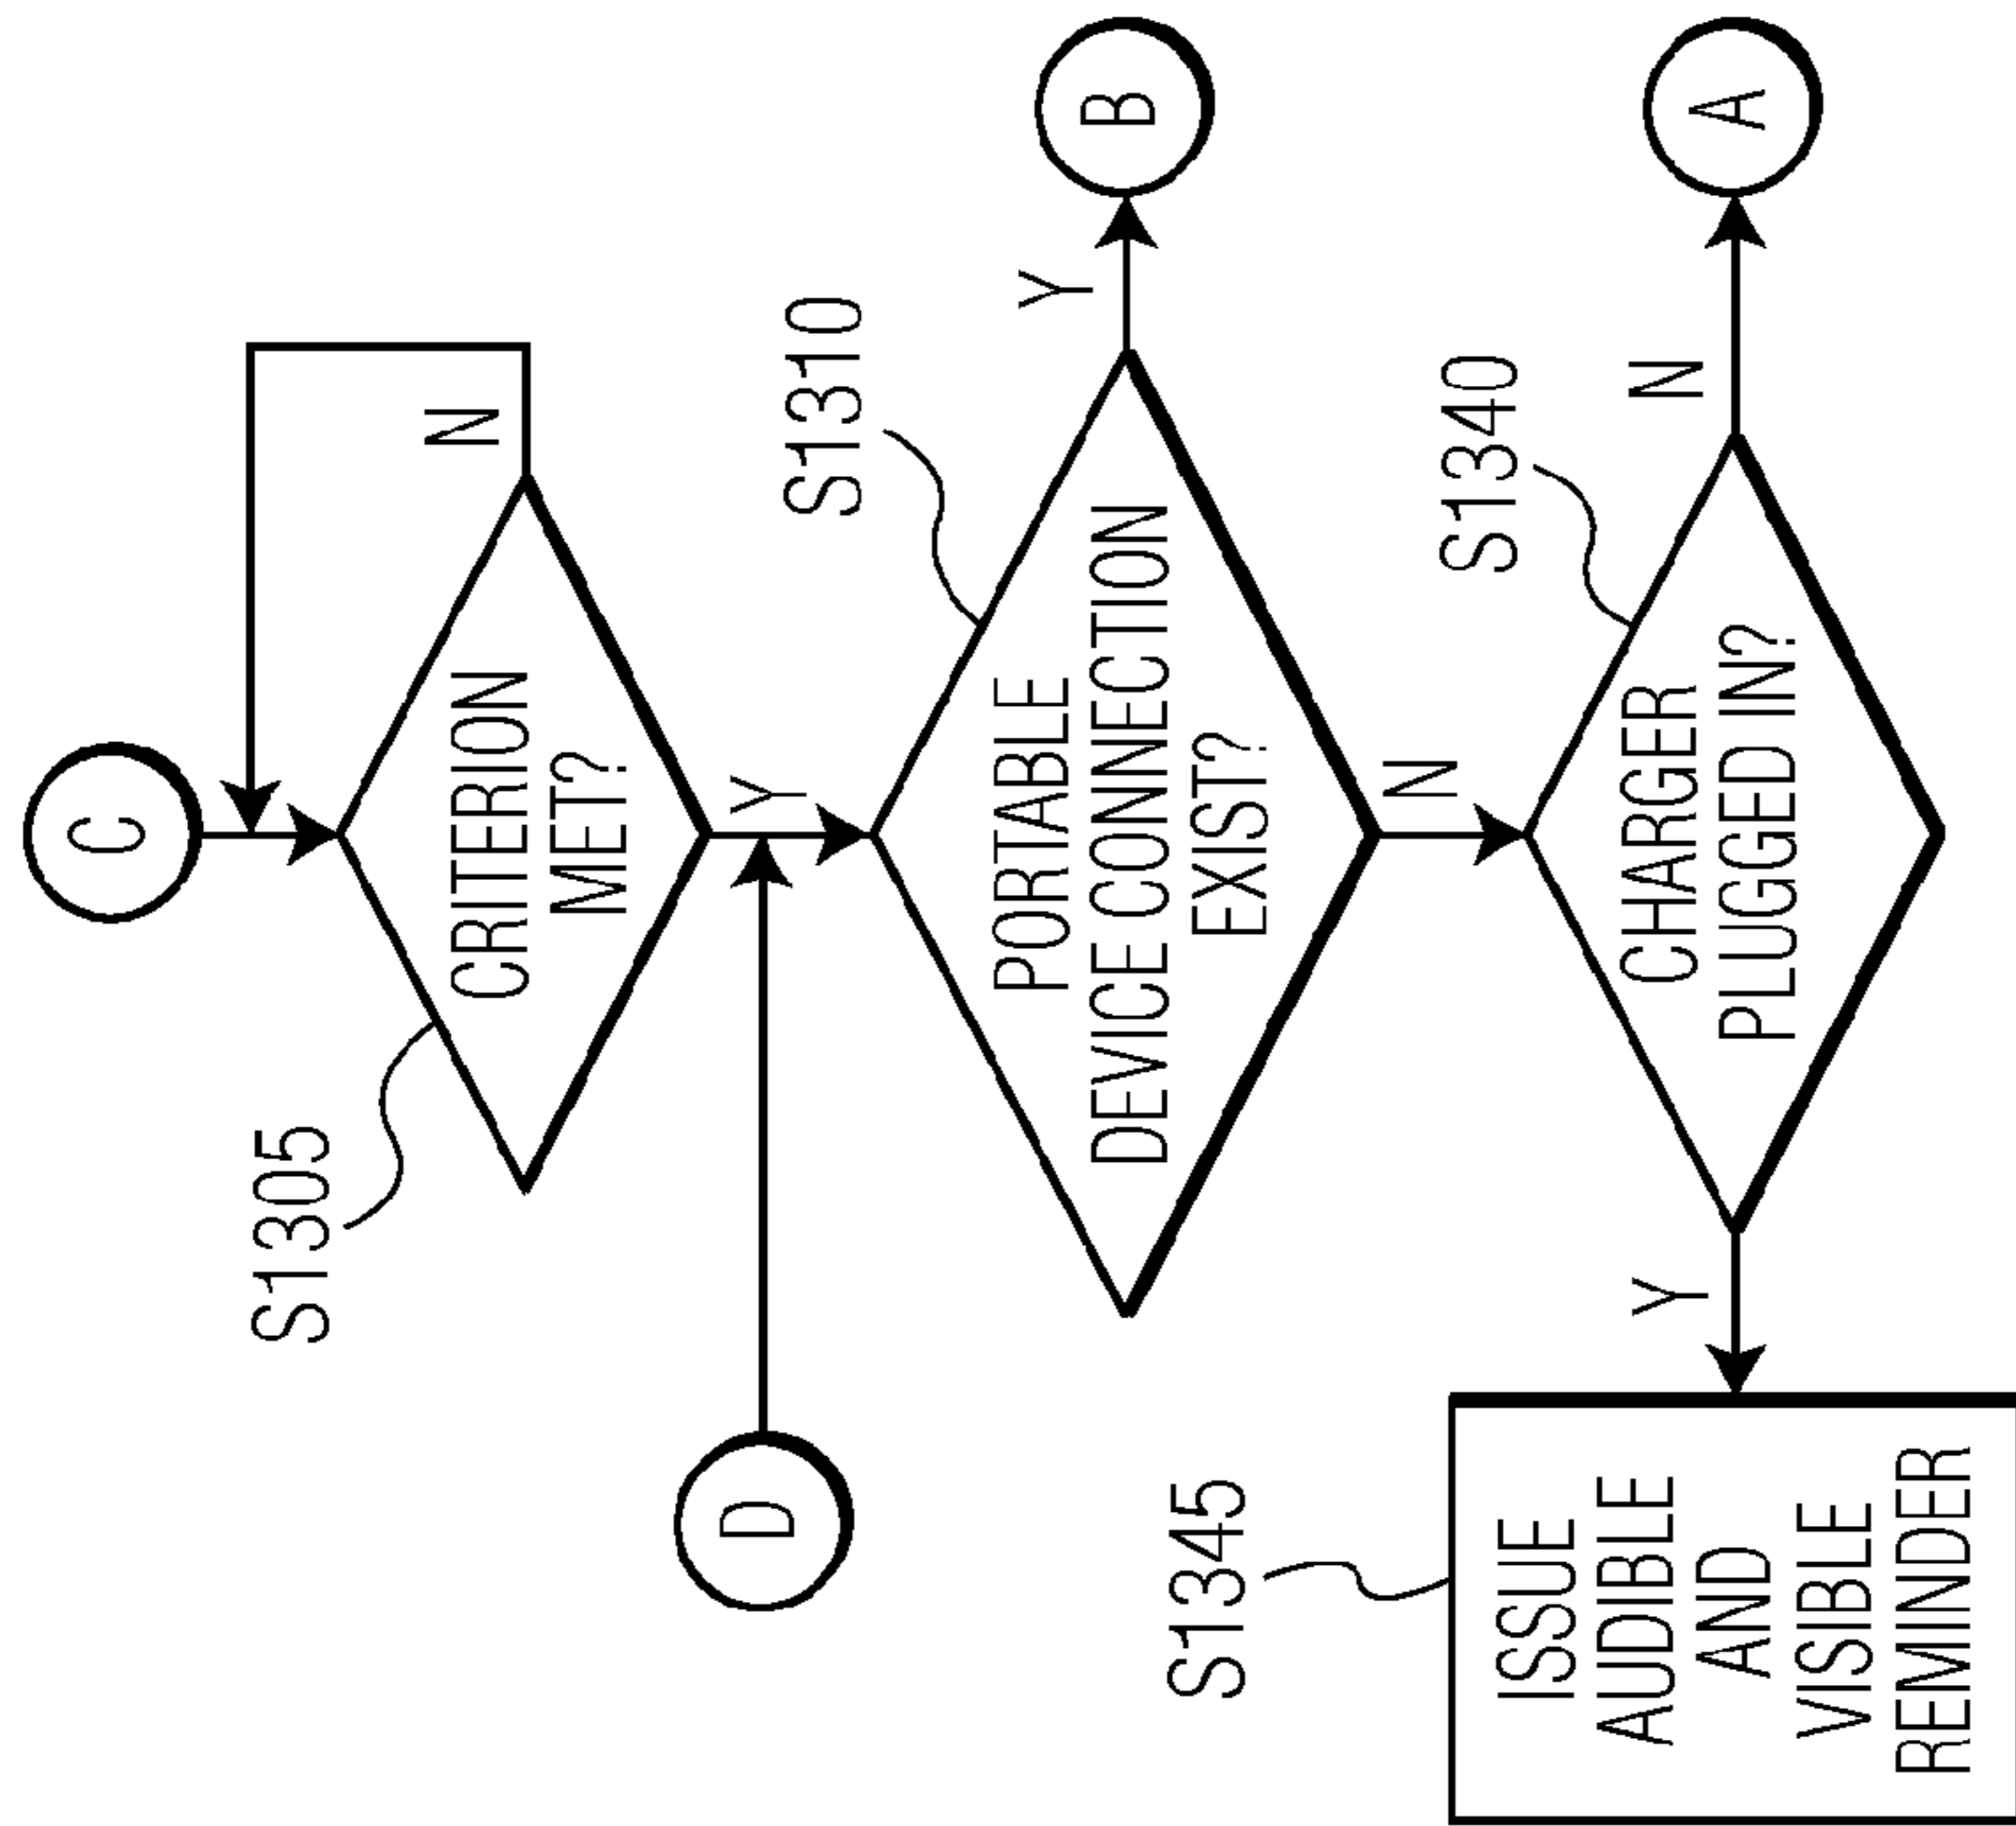 C
S1305
CRITERION
MET?
N
Y
D
S1310
PORTABLE
DEVICE CONNECTION
EXIST?
Y
B
N
S1340
CHARGER
PLUGGED IN?
N
A
Y
S1345
ISSUE
AUDIBLE
AND
VISIBLE
REMINDER